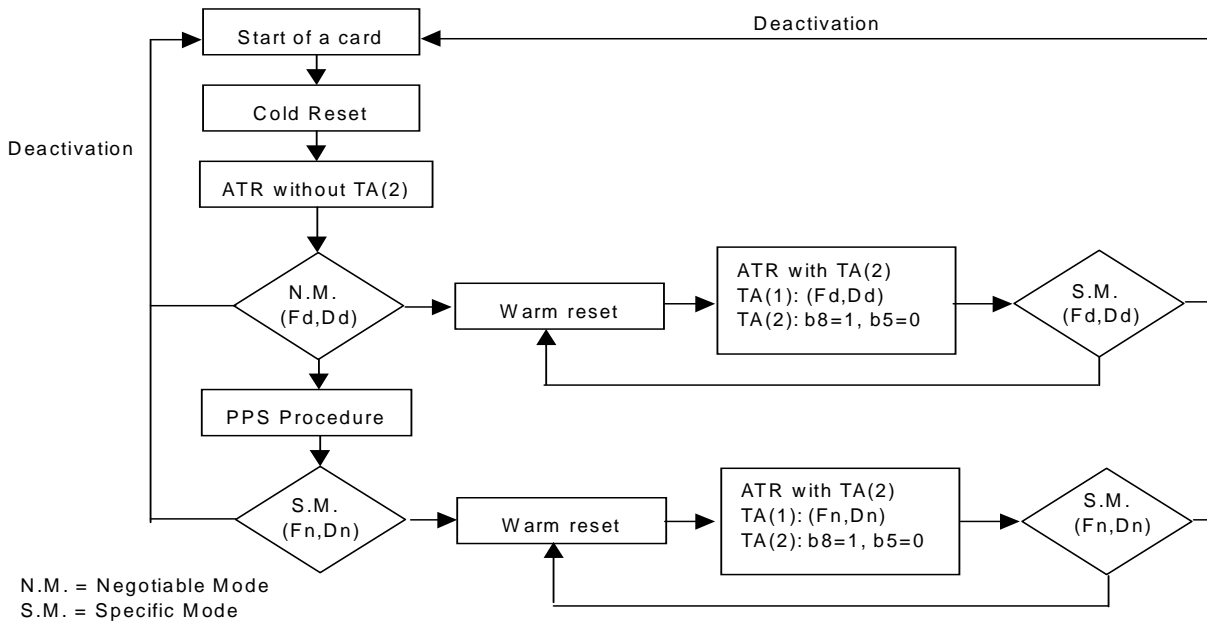 Start of a card
Deactivation
Cold Reset
Deactivation
ATR without TA(2)
N.M.
(Fd,Dd)
Warm reset
ATR with TA(2)
TA(1): (Fd,Dd)
TA(2): b8=1, b5=0
S.M.
(Fd,Dd)
PPS Procedure
S.M.
(Fn,Dn)
Warm reset
ATR with TA(2)
TA(1): (Fn,Dn)
TA(2): b8=1, b5=0
S.M.
(Fn,Dn)
N.M. = Negotiable Mode
S.M. = Specific Mode